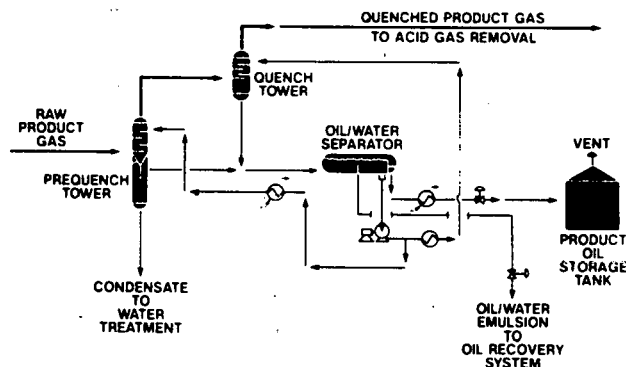 QUENCHED PRODUCT GAS
TO ACID GAS REMOVAL
QUENCH
TOWER
RAW
PRODUCT
GAS
OIL/WATER
SEPARATOR
VENT
PREQUENCH
TOWER
PRODUCT
OIL
STORAGE
TANK
CONDENSATE
TO
WATER
TREATMENT
OIL/WATER
EMULSION
TO
OIL RECOVERY
SYSTEM